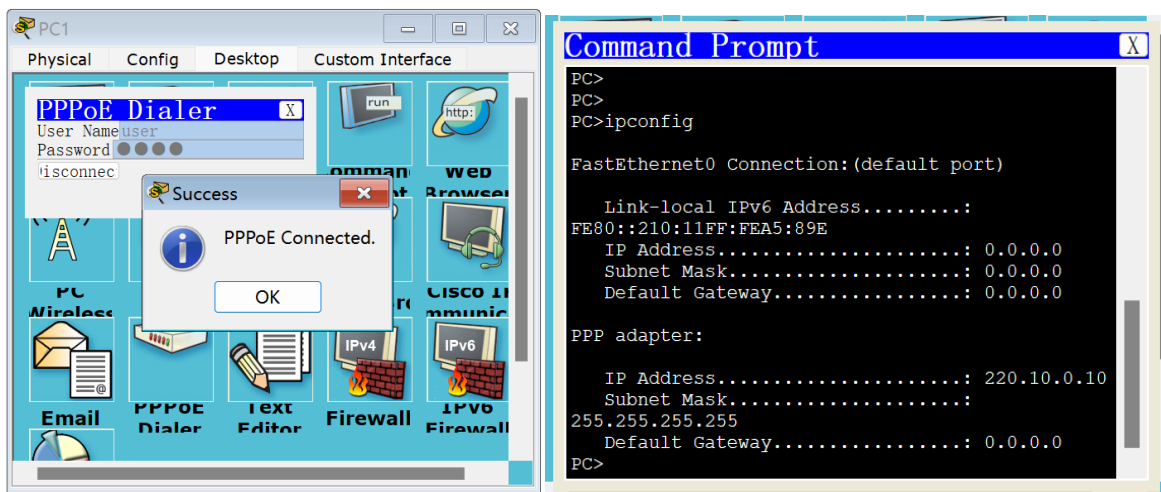 PC1
Physical Config Desktop Custom Interface
PPPoE Dialer X
User Name user
Password
isconnec
run
http:
Web
Browser
Success
PPPoE Connected.
OK
PC
Wireless
Cisco
IPv4
IPv6
Email
PPPoE
Dialer
Text
Editor
Firewall
IPv6
Firewall
Command Prompt X
PC>
PC>
PC>ipconfig
FastEthernet0 Connection:(default port)
Link-local IPv6 Address.........:
FE80::210:11FF:FEA5:89E
IP Address......................: 0.0.0.0
Subnet Mask.....................: 0.0.0.0
Default Gateway.................: 0.0.0.0
PPP adapter:
IP Address......................: 220.10.0.10
Subnet Mask.....................:
255.255.255.255
Default Gateway.................: 0.0.0.0
PC>